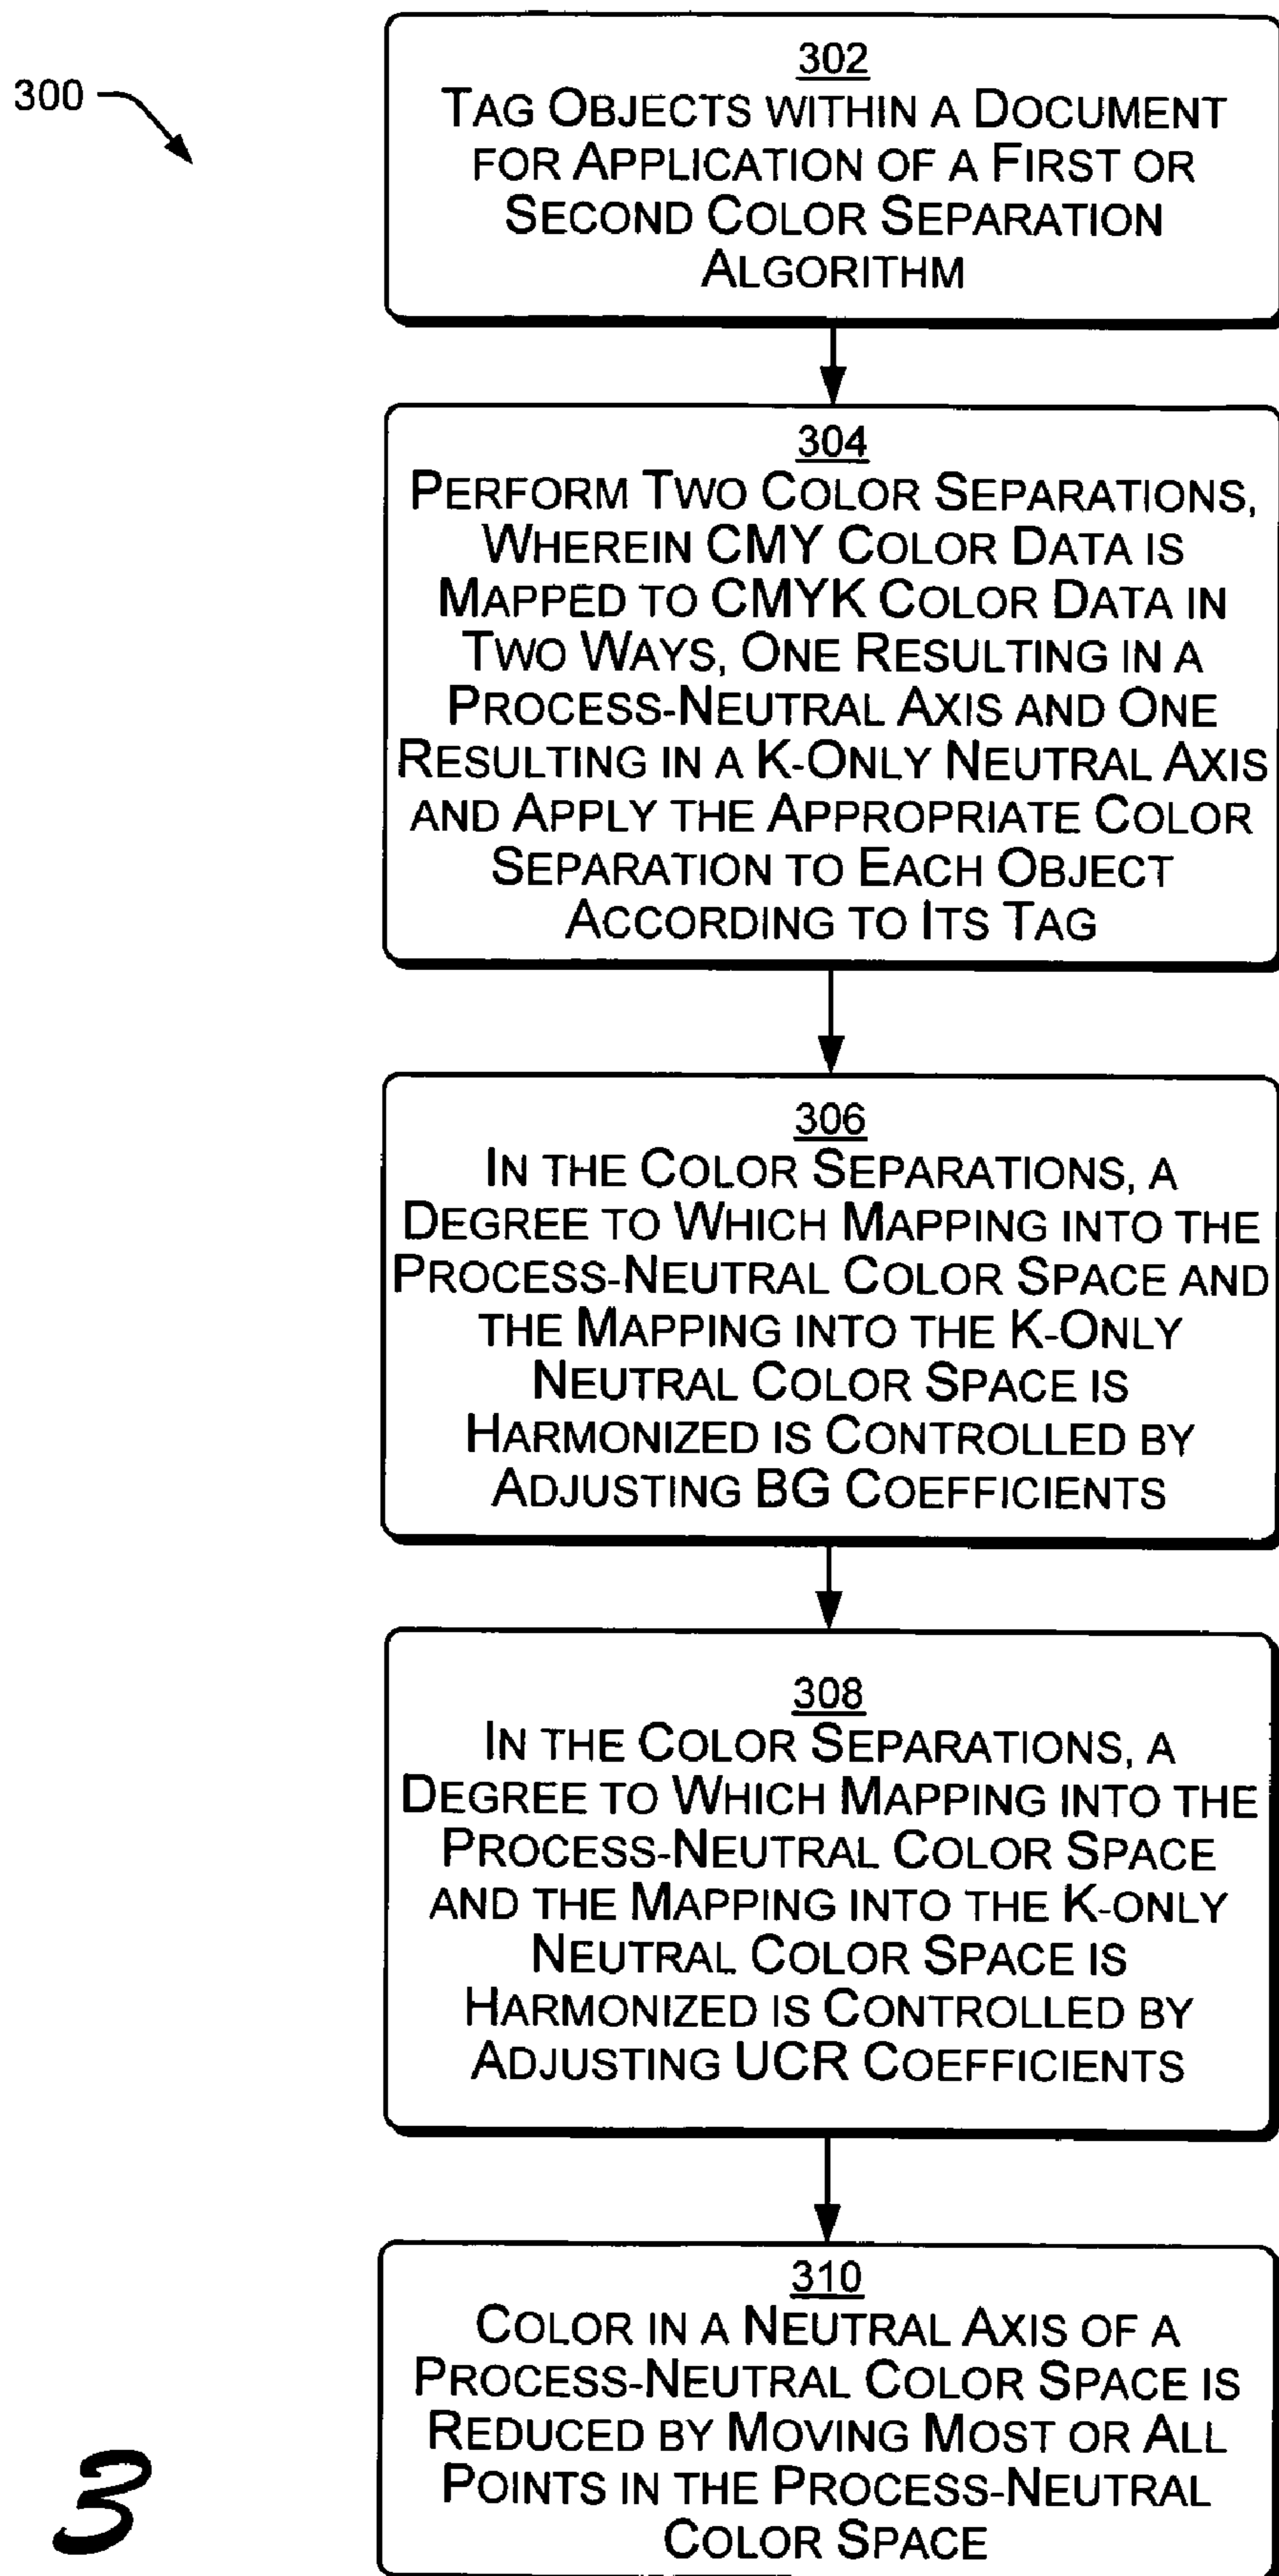 300
302
TAG OBJECTS WITHIN A DOCUMENT
FOR APPLICATION OF A FIRST OR
SECOND COLOR SEPARATION
ALGORITHM
304
PERFORM TWO COLOR SEPARATIONS,
WHEREIN CMY COLOR DATA IS
MAPPED TO CMYK COLOR DATA IN
TWO WAYS, ONE RESULTING IN A
PROCESS-NEUTRAL AXIS AND ONE
RESULTING IN A K-ONLY NEUTRAL AXIS
AND APPLY THE APPROPRIATE COLOR
SEPARATION TO EACH OBJECT
ACCORDING TO ITS TAG
306
IN THE COLOR SEPARATIONS, A
DEGREE TO WHICH MAPPING INTO THE
PROCESS-NEUTRAL COLOR SPACE AND
THE MAPPING INTO THE K-ONLY
NEUTRAL COLOR SPACE IS
HARMONIZED IS CONTROLLED BY
ADJUSTING BG COEFFICIENTS
308
IN THE COLOR SEPARATIONS, A
DEGREE TO WHICH MAPPING INTO THE
PROCESS-NEUTRAL COLOR SPACE
AND THE MAPPING INTO THE K-ONLY
NEUTRAL COLOR SPACE IS
HARMONIZED IS CONTROLLED BY
ADJUSTING UCR COEFFICIENTS
310
COLOR IN A NEUTRAL AXIS OF A
PROCESS-NEUTRAL COLOR SPACE IS
REDUCED BY MOVING MOST OR ALL
POINTS IN THE PROCESS-NEUTRAL
COLOR SPACE
3